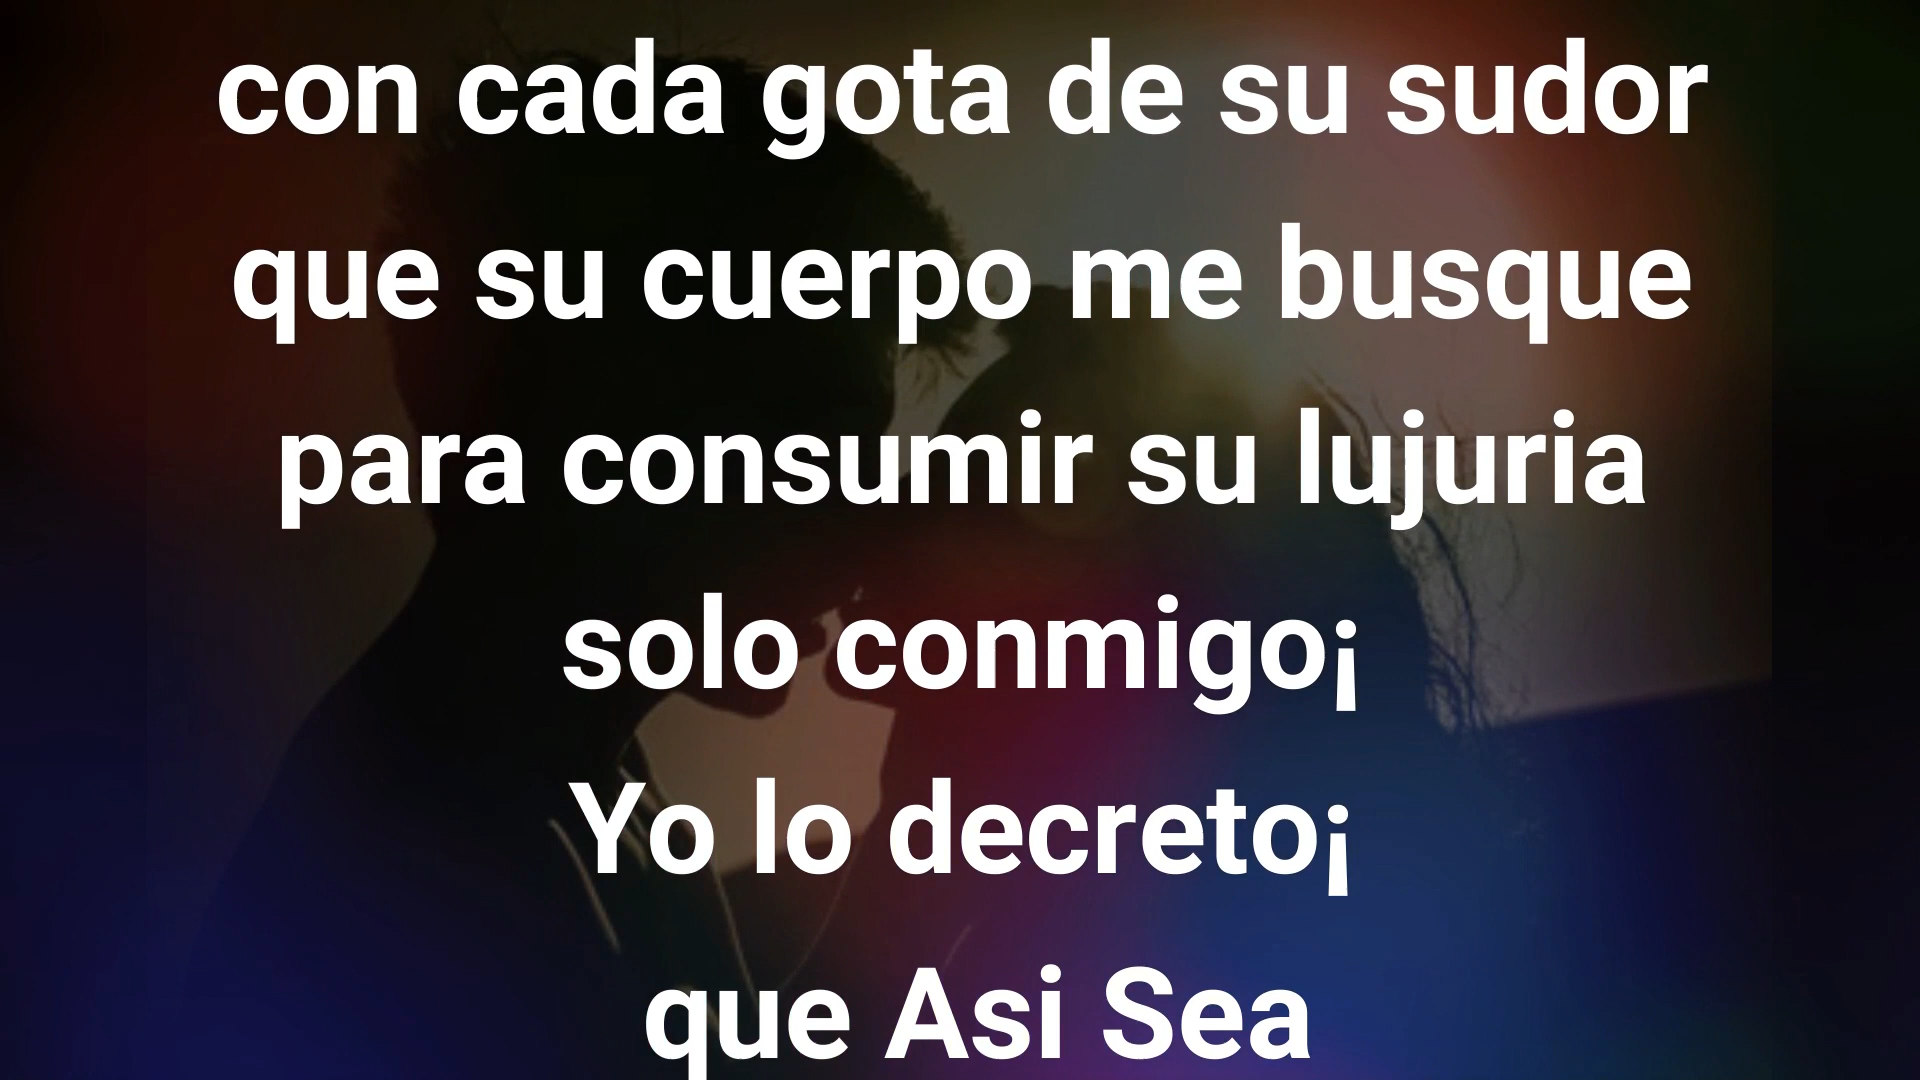 con cada gota de su sudor
que su cuerpo me busque
para consumir su lujuria
solo conmigo¡
Yo lo decreto¡
que Asi Sea